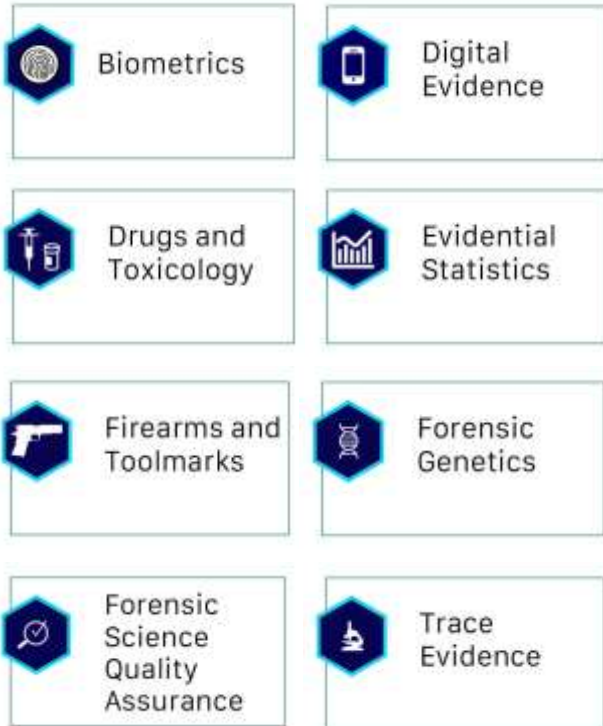 Biometrics
Digital
Evidence
Drugs and
Toxicology
Evidential
Statistics
Firearms and
Toolmarks
Forensic
Genetics
Forensic
Science
Quality
Assurance
Trace
Evidence